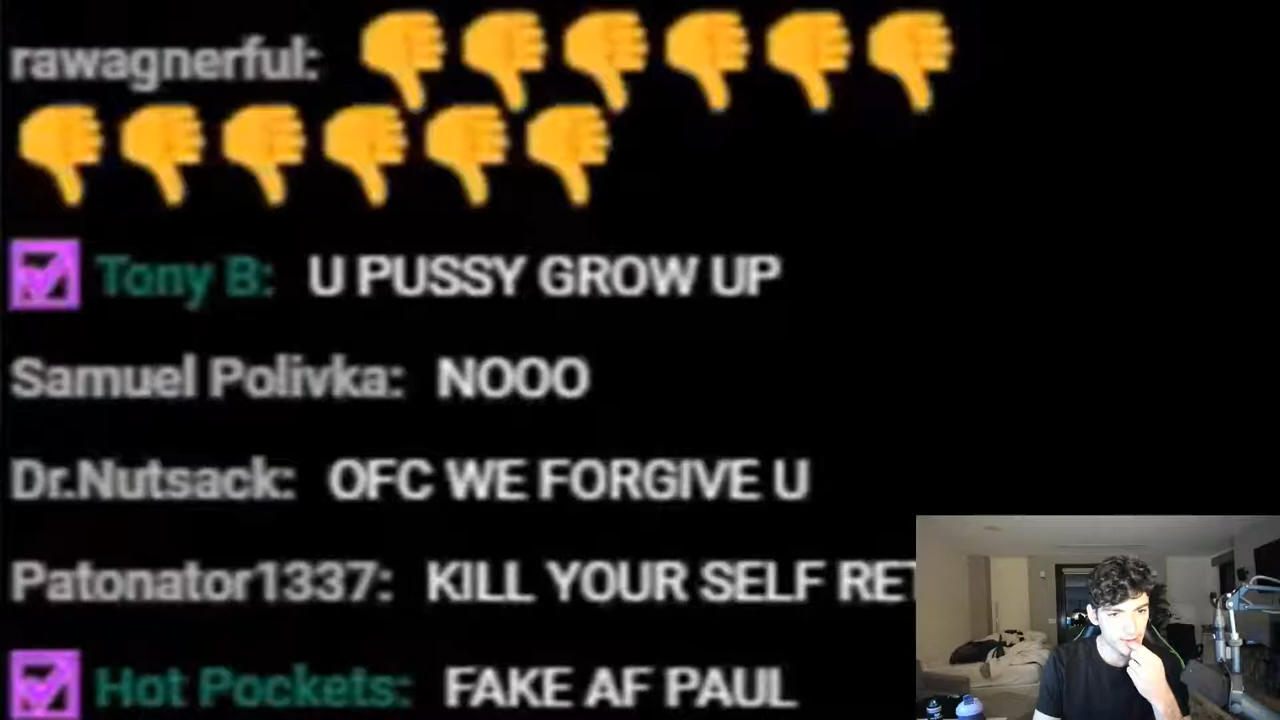 rawagnerful: 👎👎👎👎👎👎
👎👎👎👎👎👎
Tony B: U PUSSY GROW UP
Samuel Polivka: NOOO
Dr.Nutsack: OFC WE FORGIVE U
Patonator1337: KILL YOUR SELF RET
Hot Pockets: FAKE AF PAUL